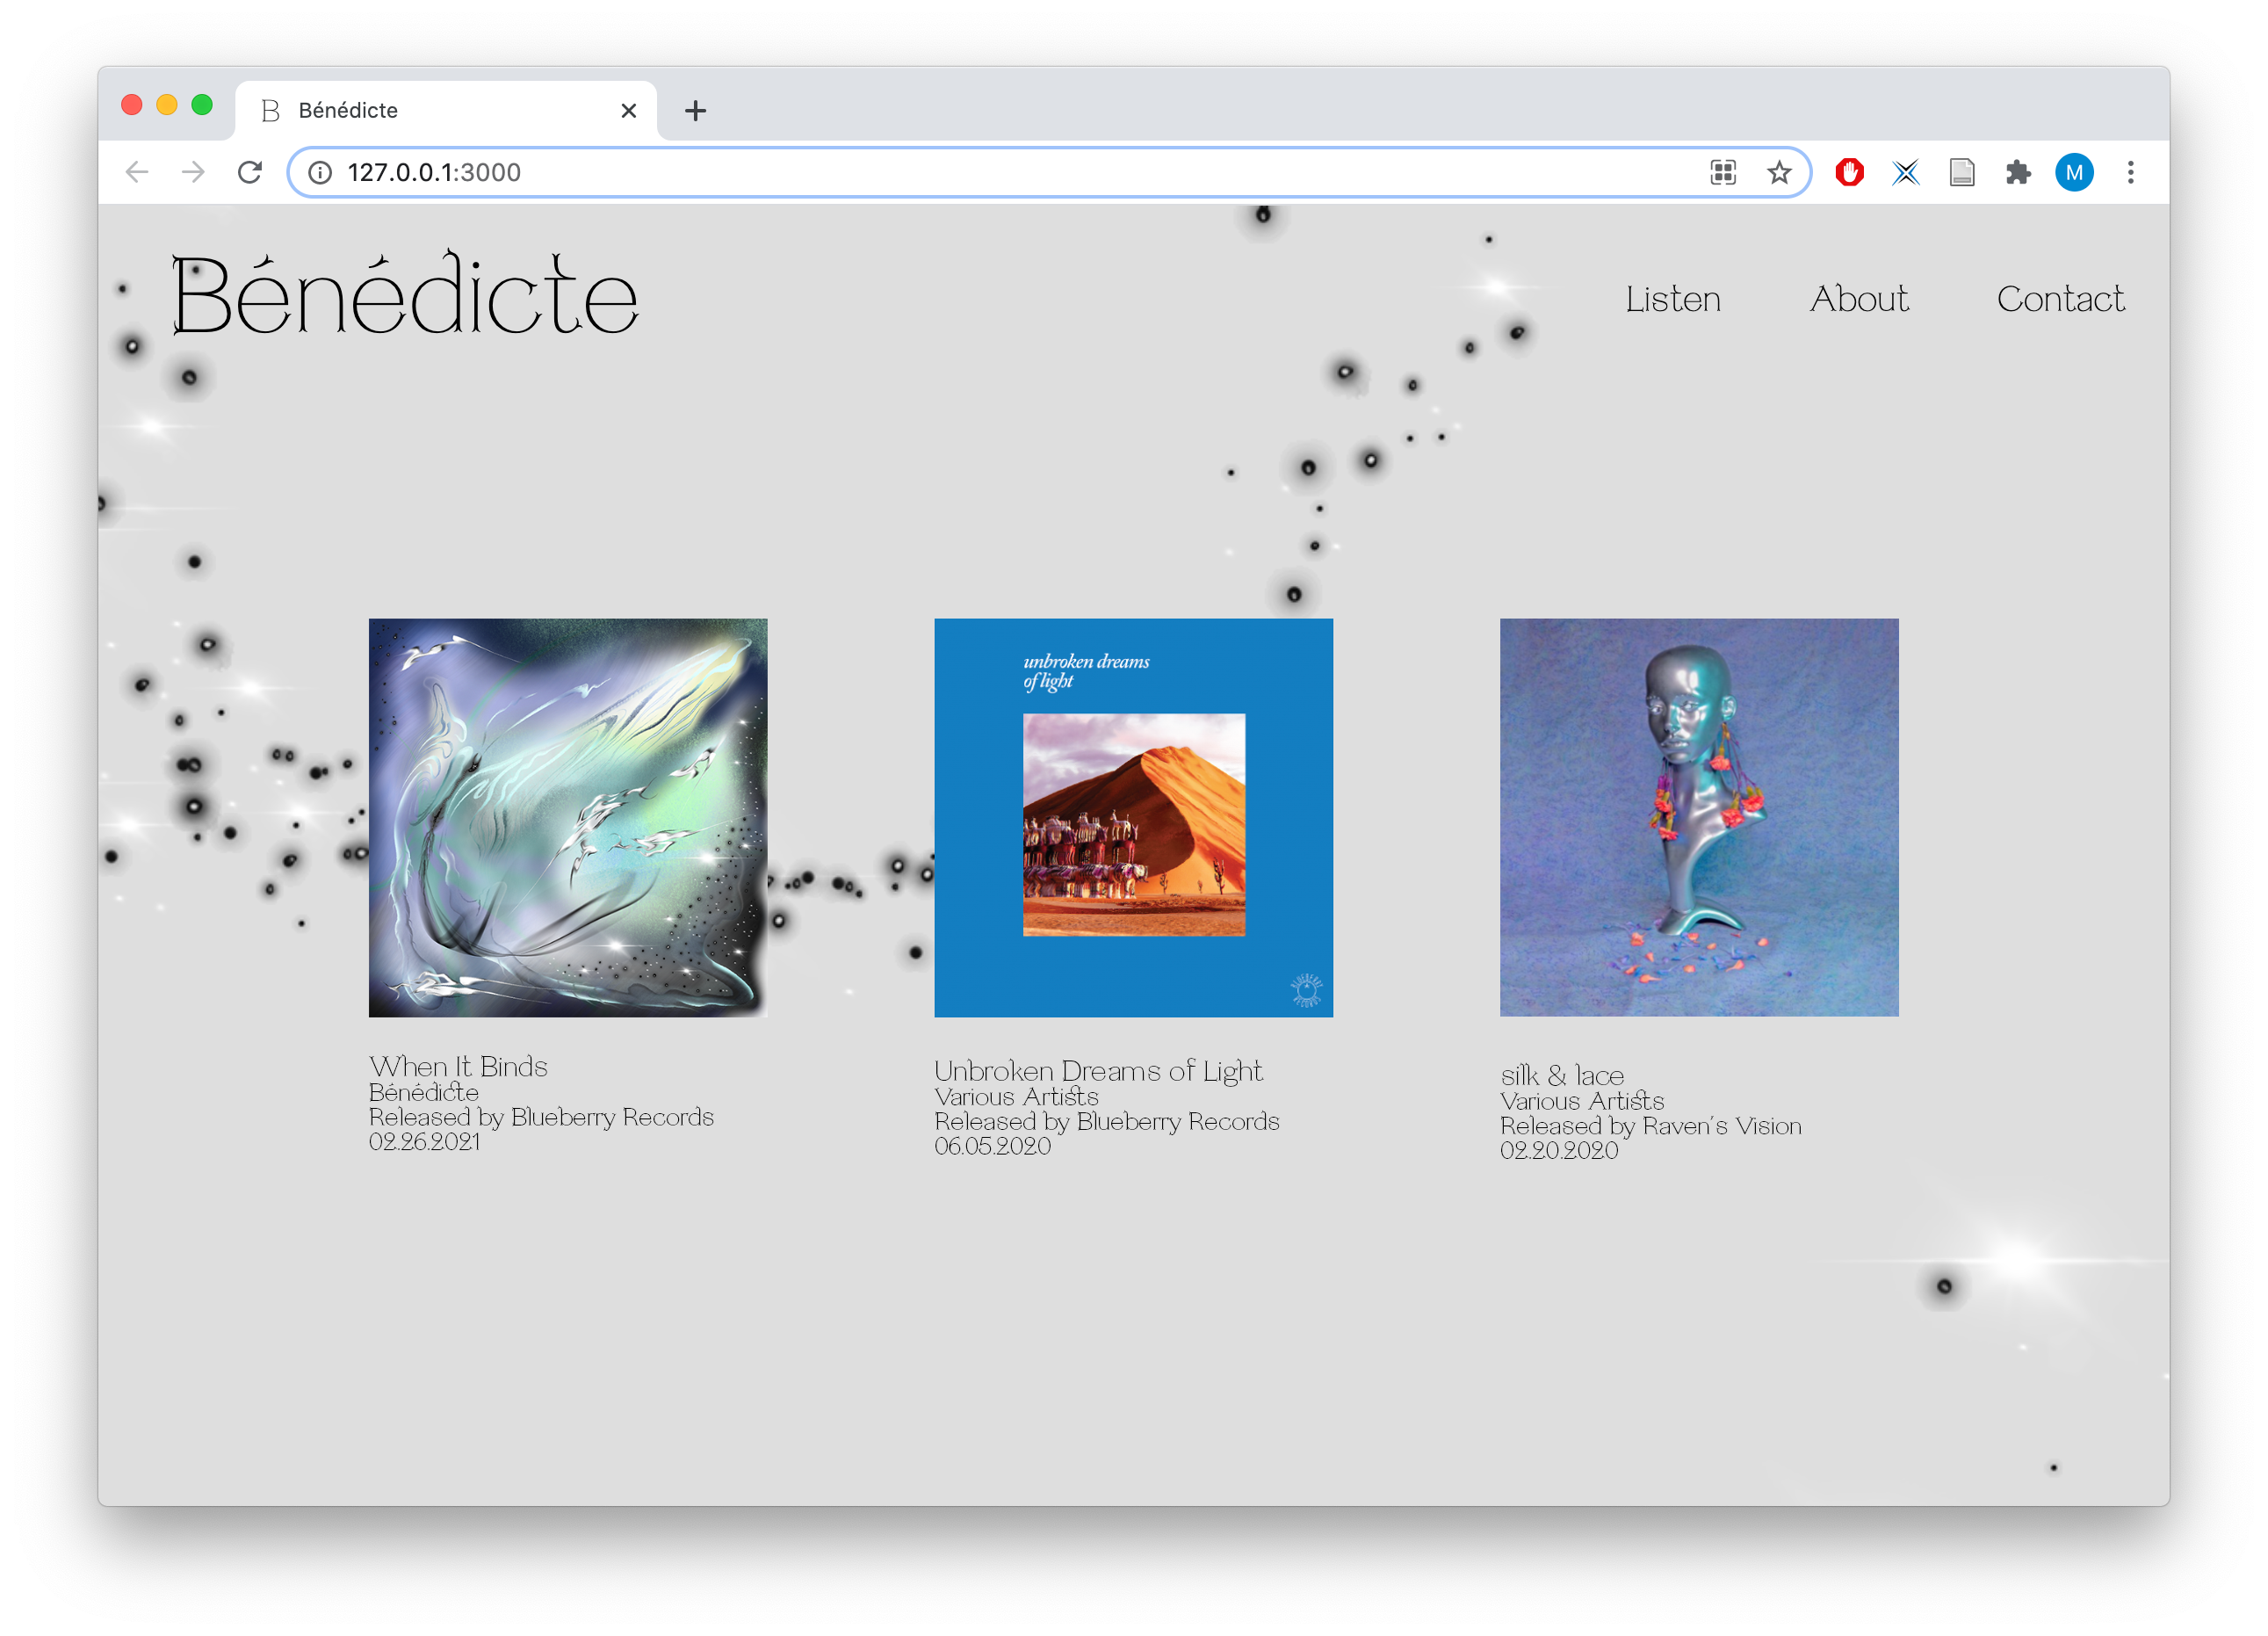 B Bénédicte
127.0.0.1:3000
M
Bénédicte
Listen About Contact
unbroken dreams
of light
BLUEBERRY RECORDS
When It Binds
Bénédicte
Released by Blueberry Records
02.26.2021
Unbroken Dreams of Light
Various Artists
Released by Blueberry Records
06.05.2020
silk & lace
Various Artists
Released by Raven's Vision
02.20.2020